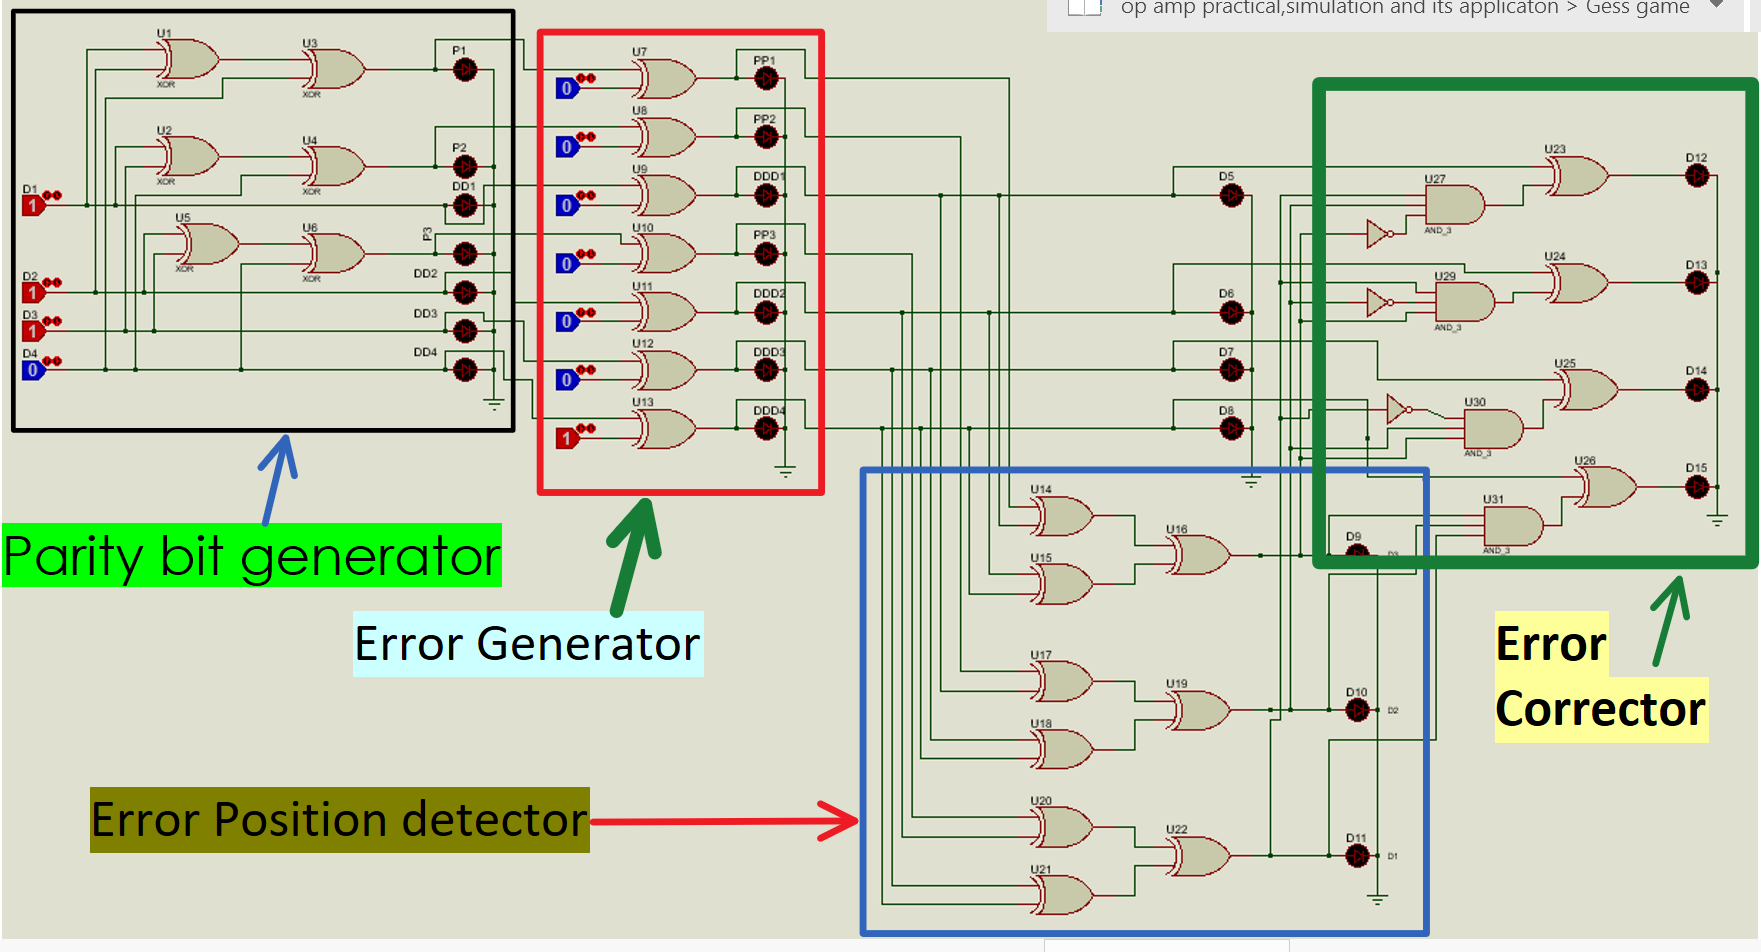 op amp practical,simulation and its applicaton > Gess game
U1
XOR
U3
XOR
P1
U2
XOR
U4
XOR
P2
D1
1
DD1
U5
XOR
U6
XOR
P3
D2
1
DD2
D3
1
DD3
D4
0
DD4
U7
0
PP1
U8
0
PP2
U9
0
DDD1
U10
0
PP3
U11
0
DDD2
U12
0
DDD3
U13
1
DDD4
D5
D6
D7
D8
U23
D12
U27
AND_3
U24
D13
U29
AND_3
U25
D14
U30
AND_3
U26
D15
U31
AND_3
U14
U15
U16
D9
D3
U17
U18
U19
D10
D2
U20
U21
U22
D11
D1
Parity bit generator
Error Generator
Error Position detector
Error
Corrector